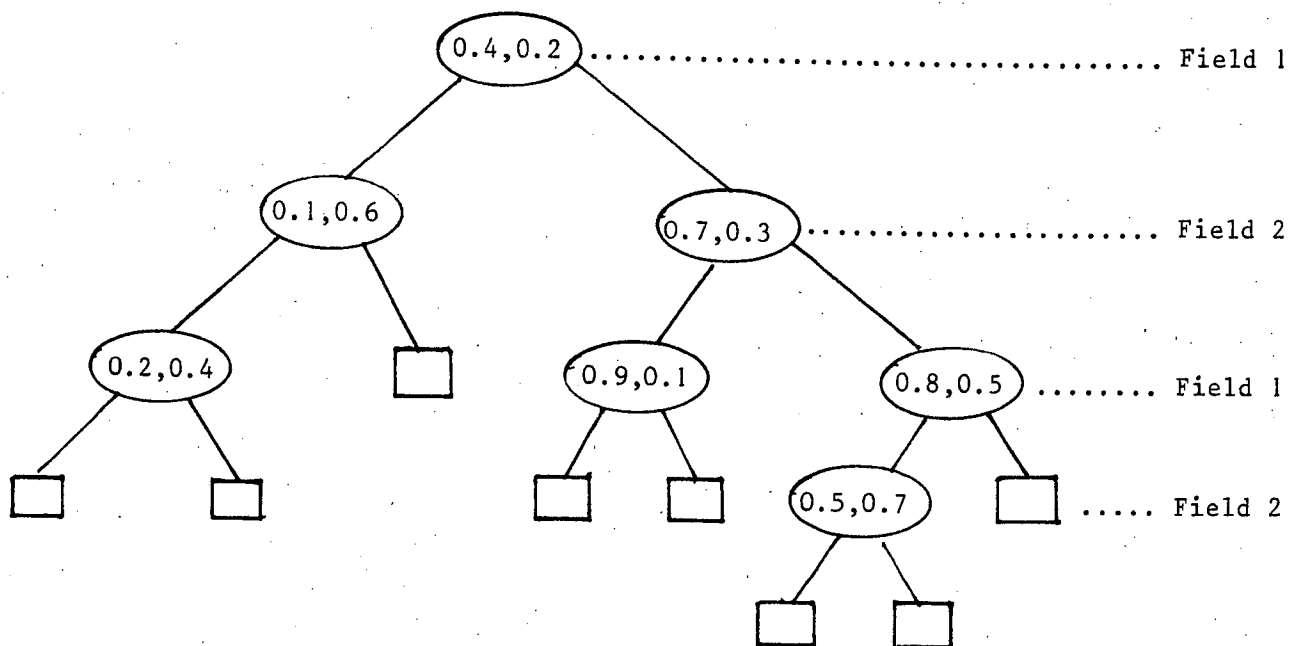 0.4,0.2 ................................... Field 1
0.1,0.6
0.7,0.3 ...................... Field 2
0.2,0.4
0.9,0.1
0.8,0.5 ........ Field 1
0.5,0.7 ..... Field 2